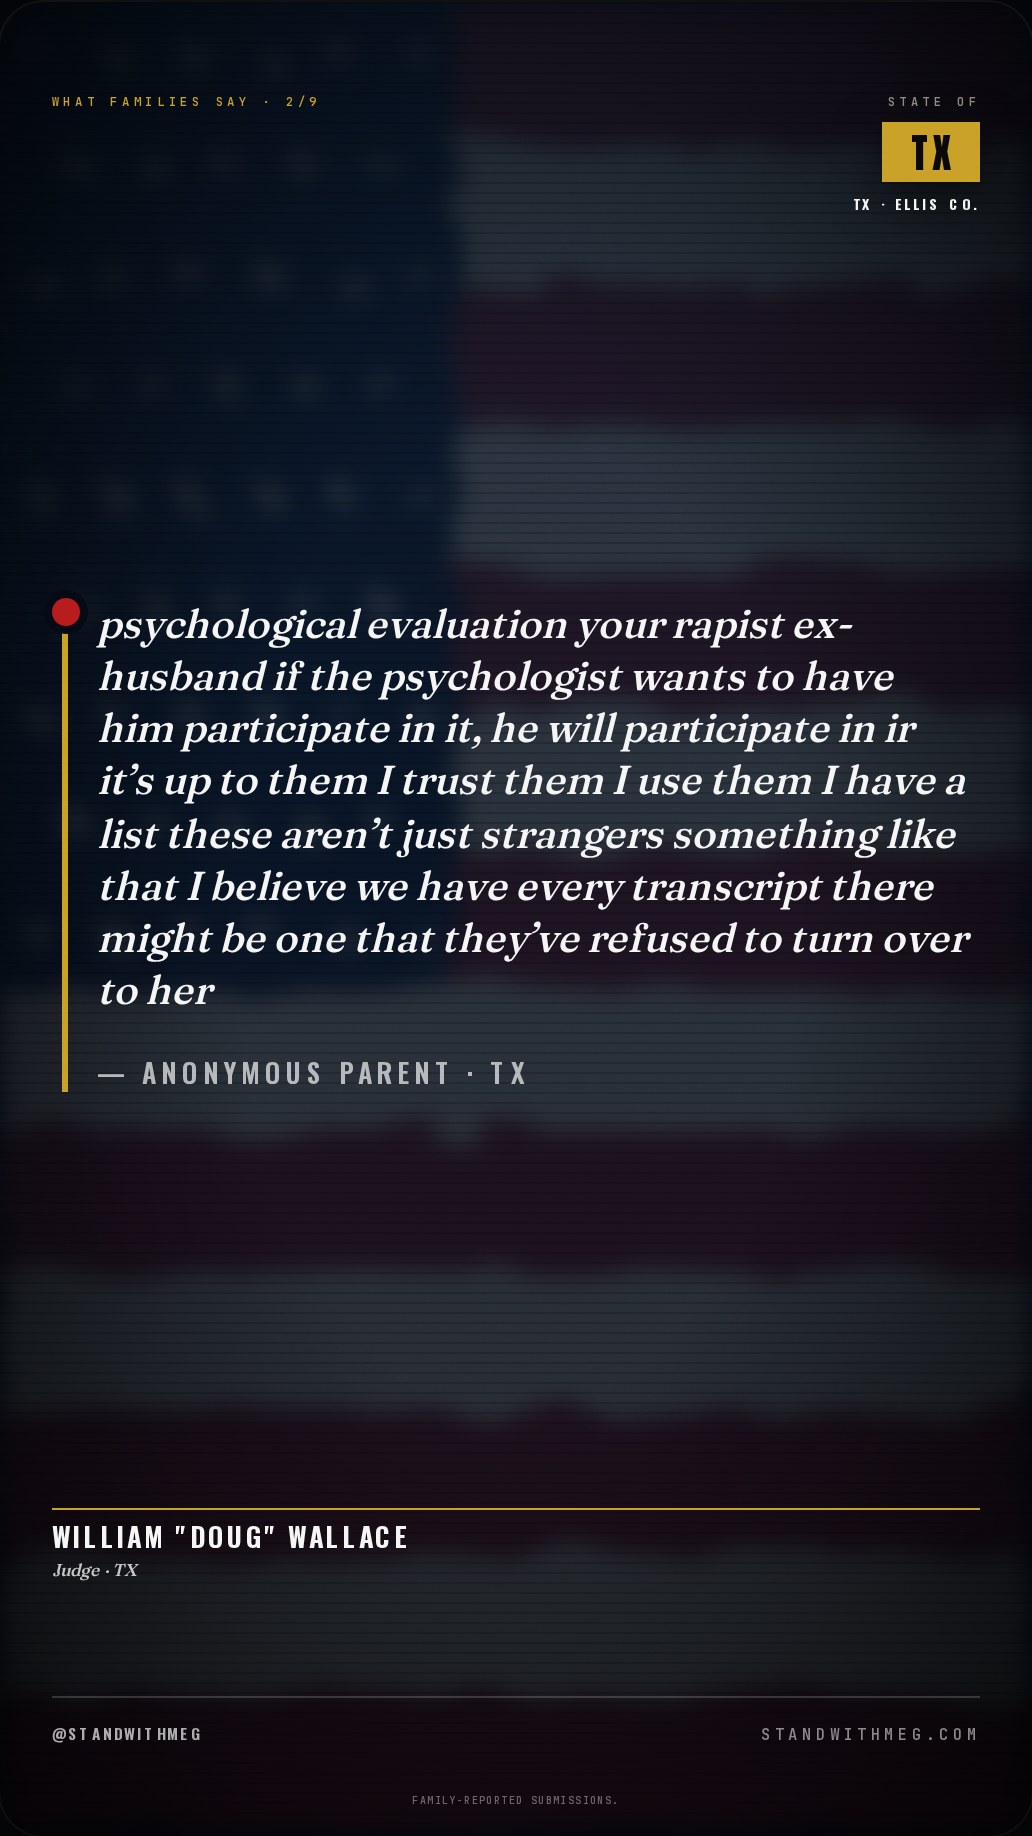 WHAT FAMILIES SAY · 2/9
STATE OF
TX
TX · ELLIS CO.
psychological evaluation your rapist ex-
husband if the psychologist wants to have
him participate in it, he will participate in ir
it’s up to them I trust them I use them I have a
list these aren’t just strangers something like
that I believe we have every transcript there
might be one that they’ve refused to turn over
to her
— ANONYMOUS PARENT · TX
WILLIAM "DOUG" WALLACE
Judge · TX
@STANDWITHMEG
STANDWITHMEG.COM
FAMILY-REPORTED SUBMISSIONS.